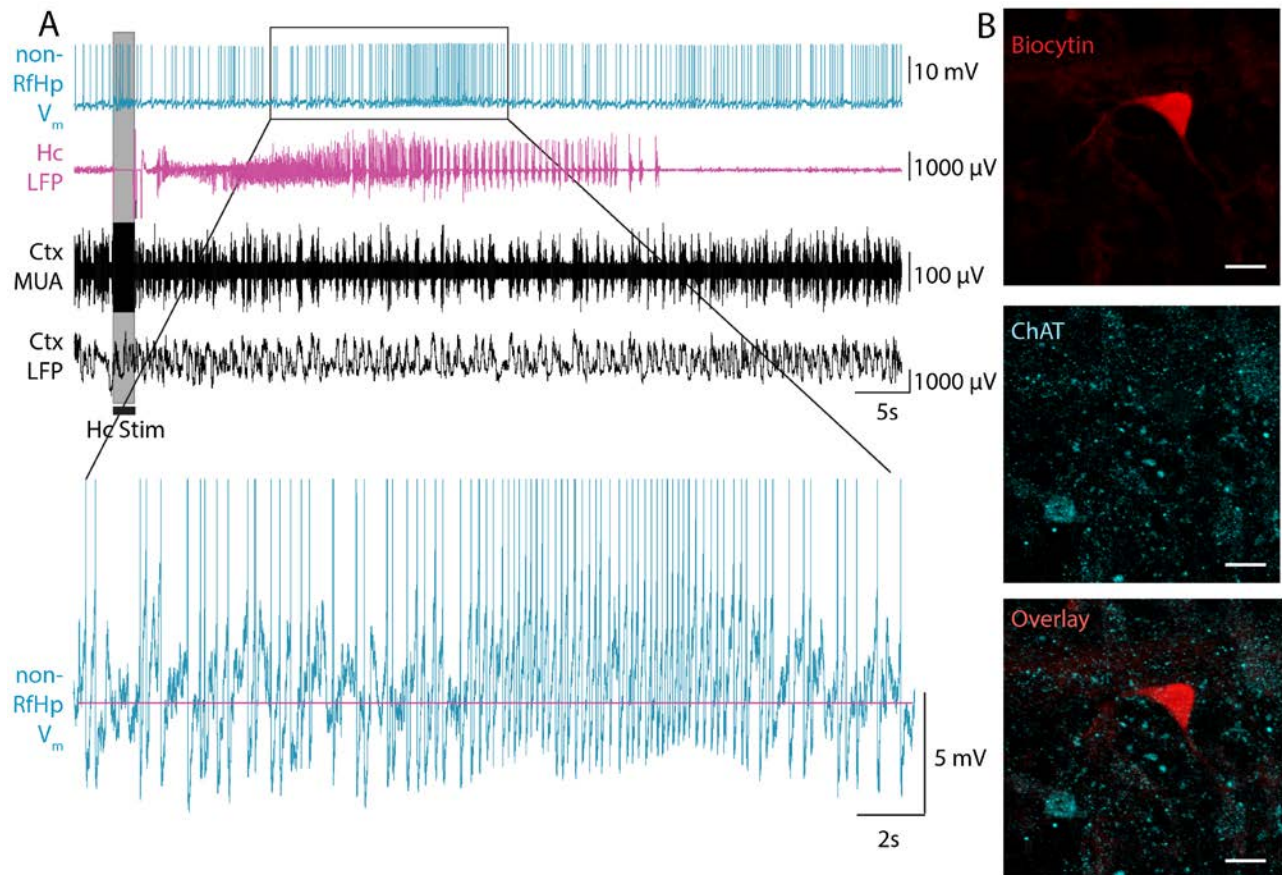 A
non-
RfHp
Vm
10 mV
Hc
LFP
1000 µV
Ctx
MUA
100 µV
Ctx
LFP
1000 µV
5s
Hc Stim
non-
RfHp
Vm
5 mV
2s
B
Biocytin
ChAT
Overlay